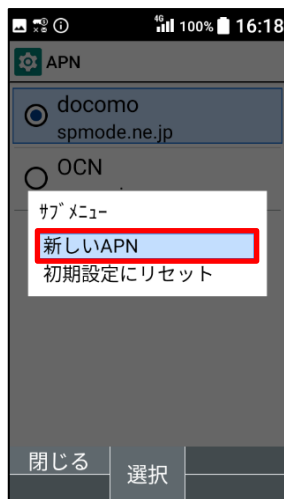 4G 100% 16:18
APN
docomo
spmode.ne.jp
OCN
ｻﾌﾞﾒﾆｭｰ
新しいAPN
初期設定にリセット
閉じる
選択